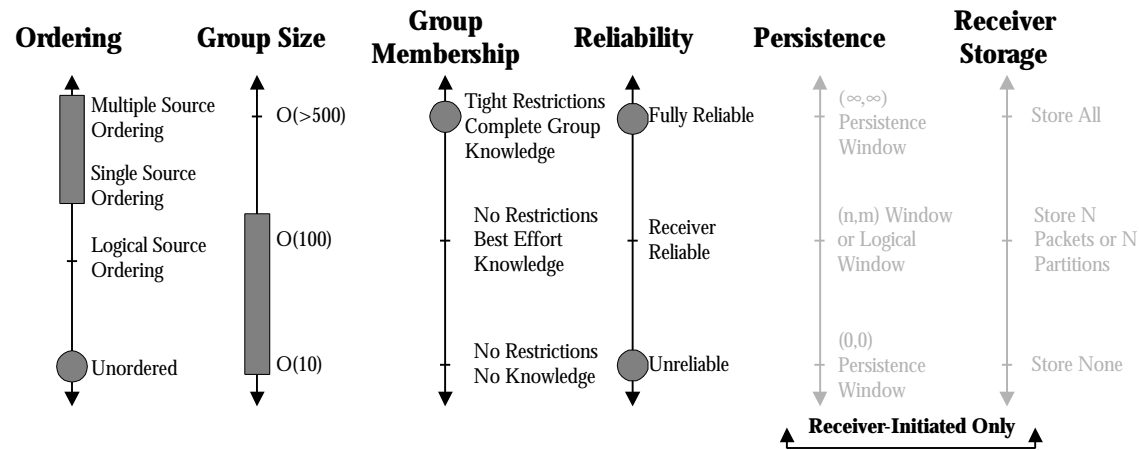 Ordering
Group Size
Group
Membership
Reliability
Persistence
Receiver
Storage
Multiple Source
Ordering
Single Source
Ordering
Logical Source
Ordering
Unordered
O(>500)
O(100)
O(10)
Tight Restrictions
Complete Group
Knowledge
No Restrictions
Best Effort
Knowledge
No Restrictions
No Knowledge
Fully Reliable
Receiver
Reliable
Unreliable
(∞,∞)
Persistence
Window
(n,m) Window
or Logical
Window
(0,0)
Persistence
Window
Store All
Store N
Packets or N
Partitions
Store None
Receiver-Initiated Only